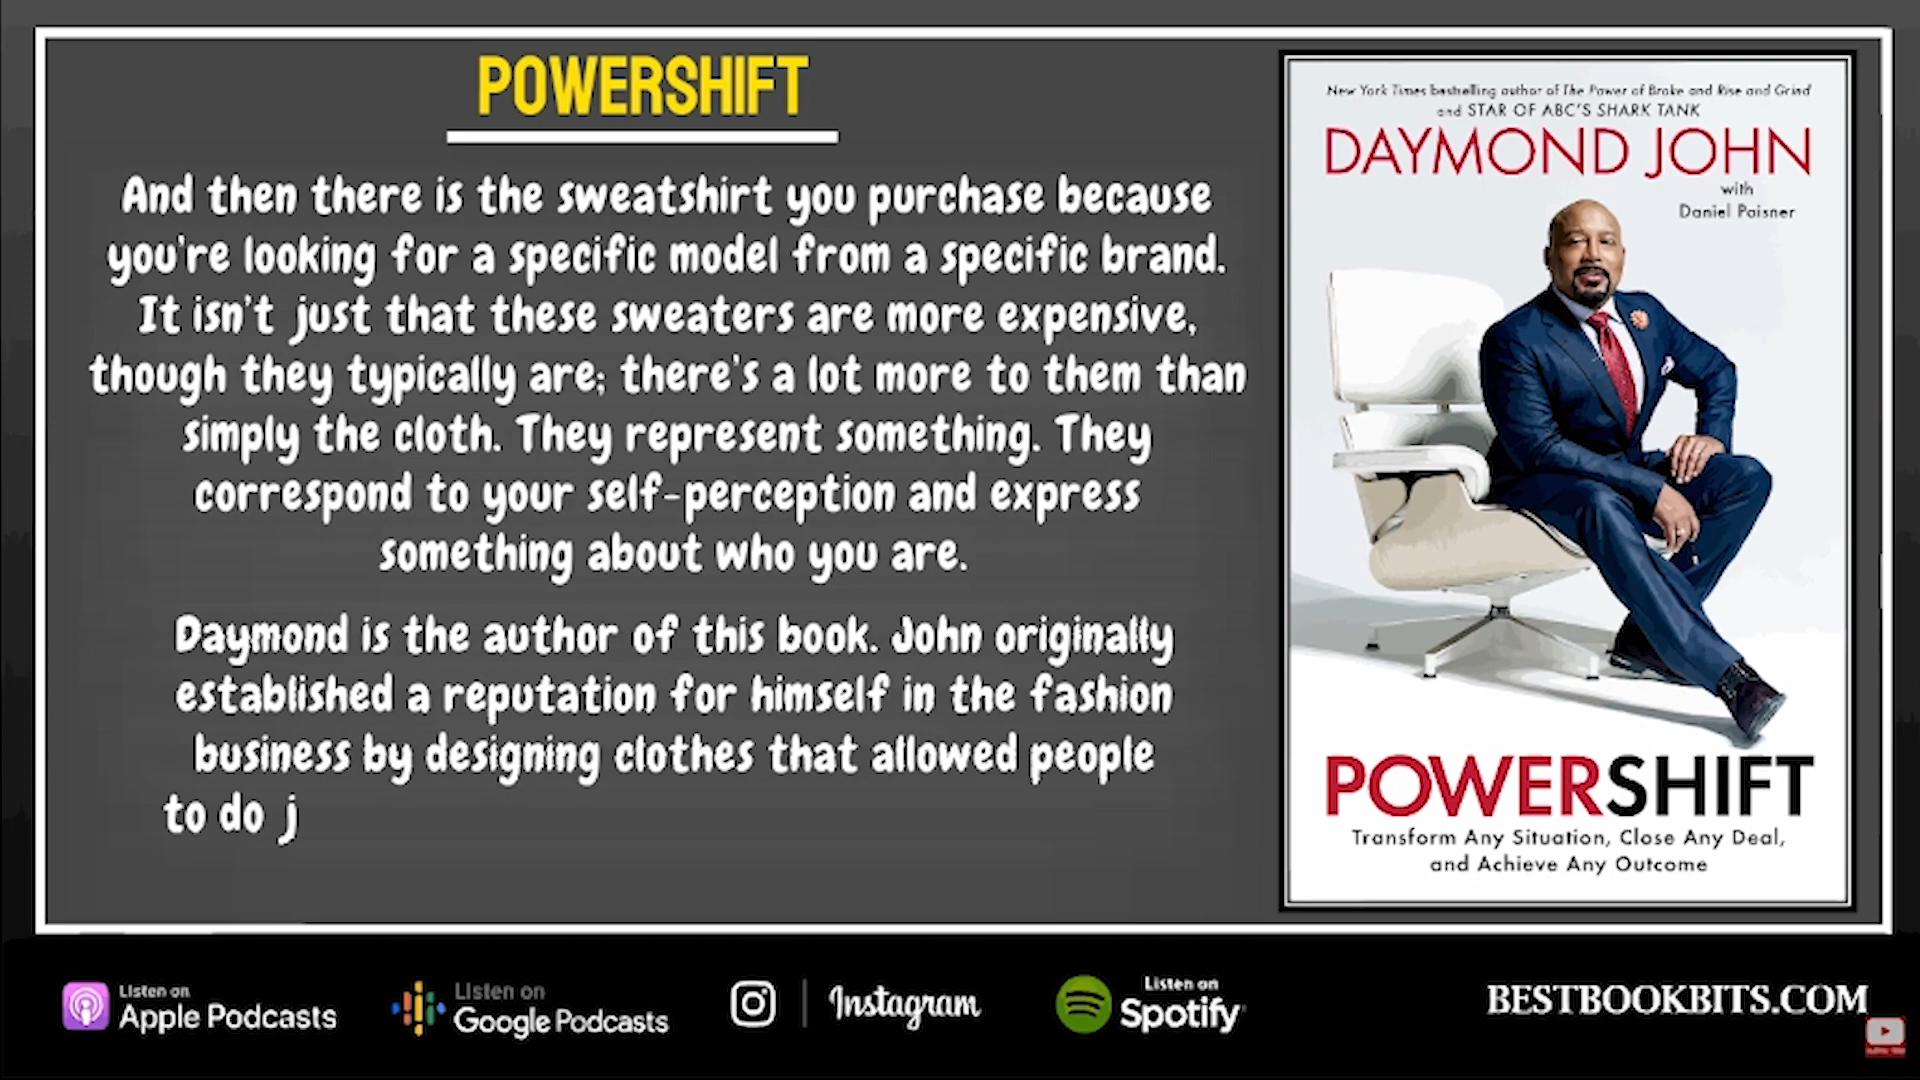 POWERSHIFT
And then there is the sweatshirt you purchase because
you're looking for a specific model from a specific brand.
It isn't just that these sweaters are more expensive,
though they typically are; there's a lot more to them than
simply the cloth. They represent something. They
correspond to your self-perception and express
something about who you are.
Daymond is the author of this book. John originally
established a reputation for himself in the fashion
business by designing clothes that allowed people
to do j
New York Times bestselling author of The Power of Broke and Rise and Grind
and STAR OF ABC'S SHARK TANK
DAYMOND JOHN
with
Daniel Paisner
POWERSHIFT
Transform Any Situation, Close Any Deal,
and Achieve Any Outcome
Listen on
Apple Podcasts
Listen on
Google Podcasts
Instagram
Listen on
Spotify
BESTBOOKBITS.COM